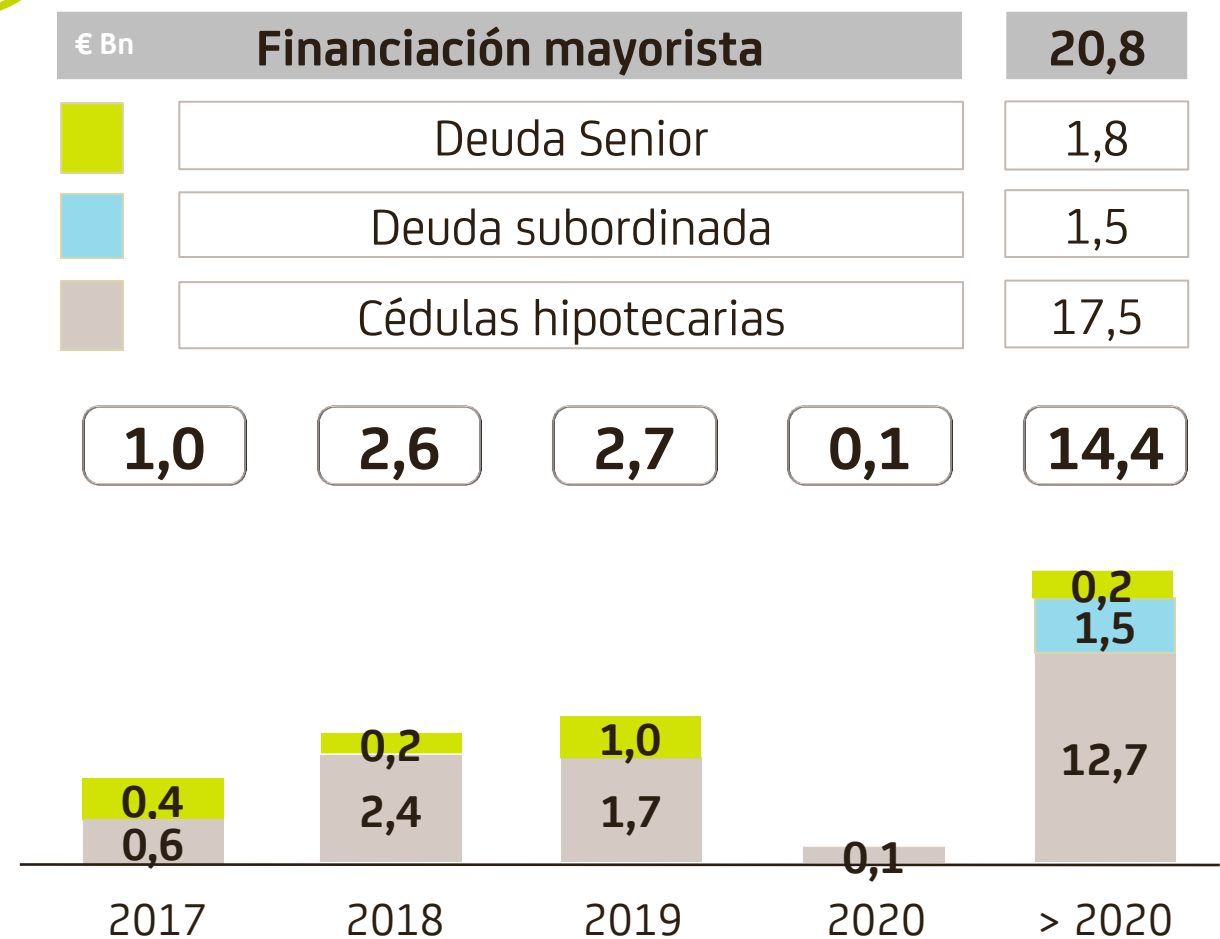 € Bn Financiación mayorista 20,8
Deuda Senior 1,8
Deuda subordinada 1,5
Cédulas hipotecarias 17,5
1,0 2,6 2,7 0,1 14,4
0,2
1,5
0,2 1,0
12,7
0,4 2,4 1,7
0,6 0,1
2017 2018 2019 2020 > 2020